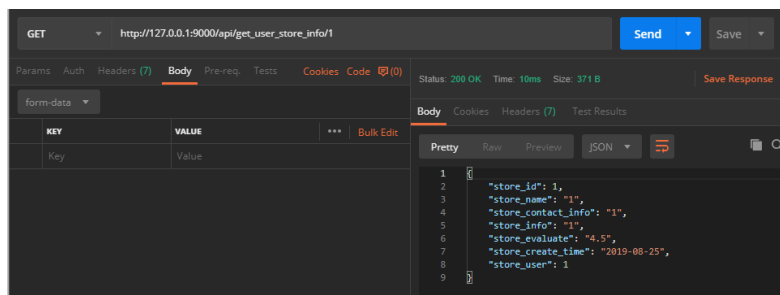 GET http://127.0.0.1:9000/api/get_user_store_info/1 Send Save
Params Auth Headers (7) Body Pre-req. Tests Cookies Code (0)
form-data
KEY VALUE ••• Bulk Edit
Key Value
Status: 200 OK Time: 10ms Size: 371 B Save Response
Body Cookies Headers (7) Test Results
Pretty Raw Preview JSON
1 {
2 "store_id": 1,
3 "store_name": "1",
4 "store_contact_info": "1",
5 "store_info": "1",
6 "store_evaluate": "4.5",
7 "store_create_time": "2019-08-25",
8 "store_user": 1
9 }